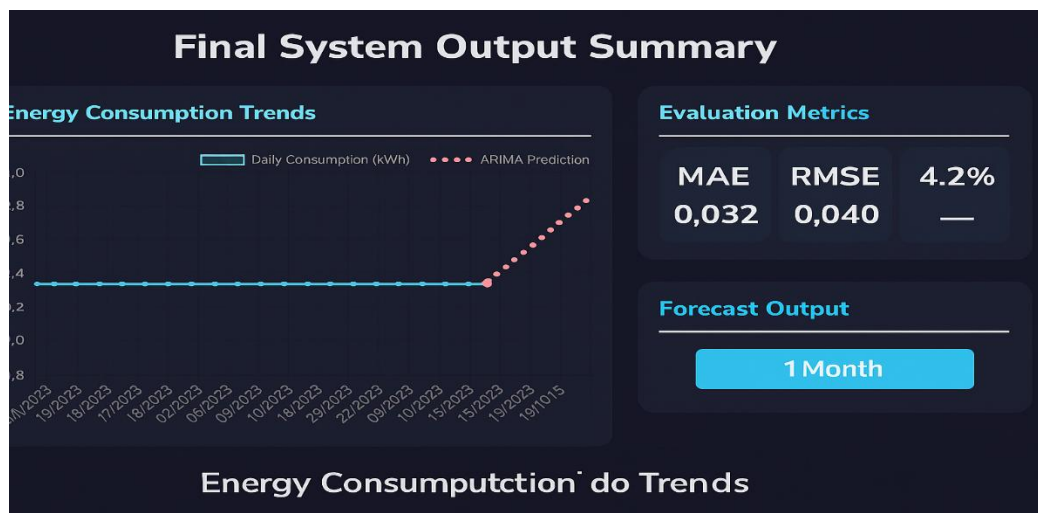 Final System Output Summary
Energy Consumption Trends
Daily Consumption (kWh)
ARIMA Prediction
,0
2,8
,6
,4
,2
,0
,8
19/2023
19/2023
18/2023
17/2023
18/2023
02/2023
06/2023
09/2023
10/2023
18/2023
29/2023
22/2023
09/2023
10/2023
15/2023
15/2023
19/2023
19/1015
Evaluation Metrics
MAE
0,032
RMSE
0,040
4.2%
—
Forecast Output
1 Month
Energy Consumputction do Trends